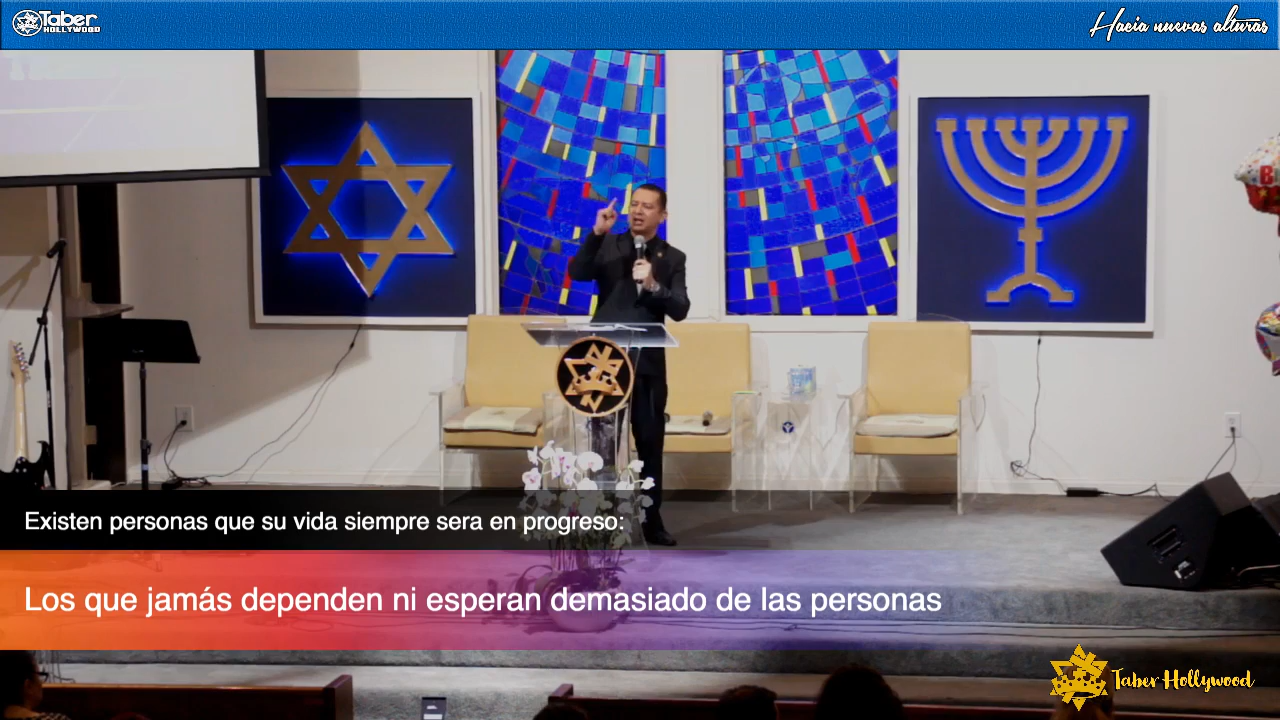 Taber
HOLLYWOOD
Hacia nuevas alturas
Existen personas que su vida siempre sera en progreso:
Los que jamás dependen ni esperan demasiado de las personas
Taber Hollywood